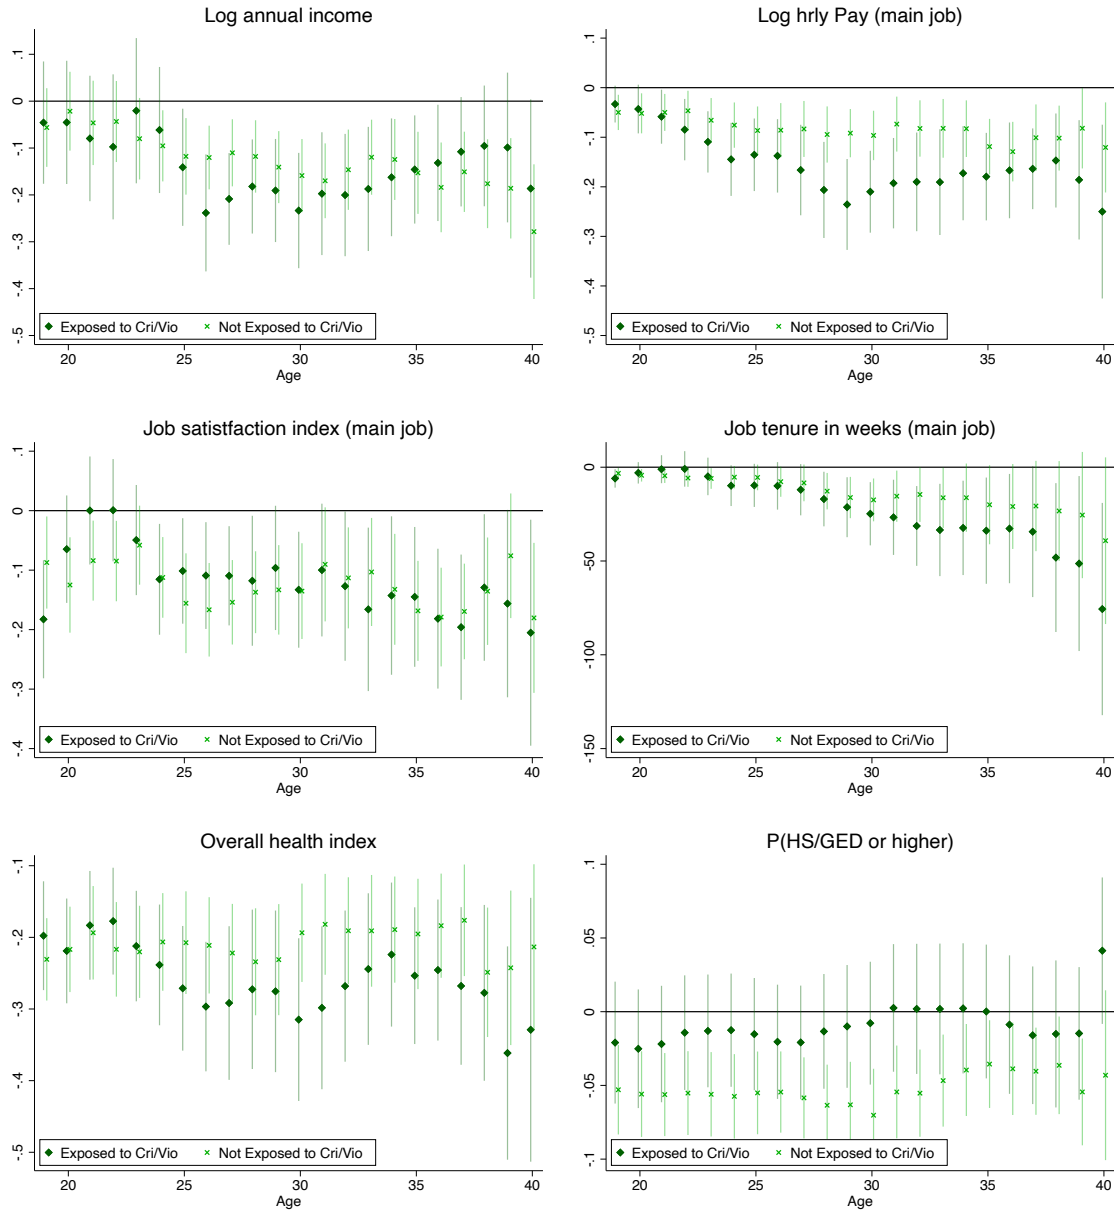 Log annual income
.1
0
-.1
-.2
-.3
-.4
-.5
Exposed to Cri/Vio Not Exposed to Cri/Vio
20 25 30 35 40
Age
Log hrly Pay (main job)
.1
0
-.1
-.2
-.3
-.4
-.5
Exposed to Cri/Vio Not Exposed to Cri/Vio
20 25 30 35 40
Age
Job satistfaction index (main job)
.1
0
-.1
-.2
-.3
-.4
Exposed to Cri/Vio Not Exposed to Cri/Vio
20 25 30 35 40
Age
Job tenure in weeks (main job)
0
-50
-100
-150
Exposed to Cri/Vio Not Exposed to Cri/Vio
20 25 30 35 40
Age
Overall health index
-.1
-.2
-.3
-.4
-.5
Exposed to Cri/Vio Not Exposed to Cri/Vio
20 25 30 35 40
Age
P(HS/GED or higher)
.1
.05
0
-.05
-.1
Exposed to Cri/Vio Not Exposed to Cri/Vio
20 25 30 35 40
Age